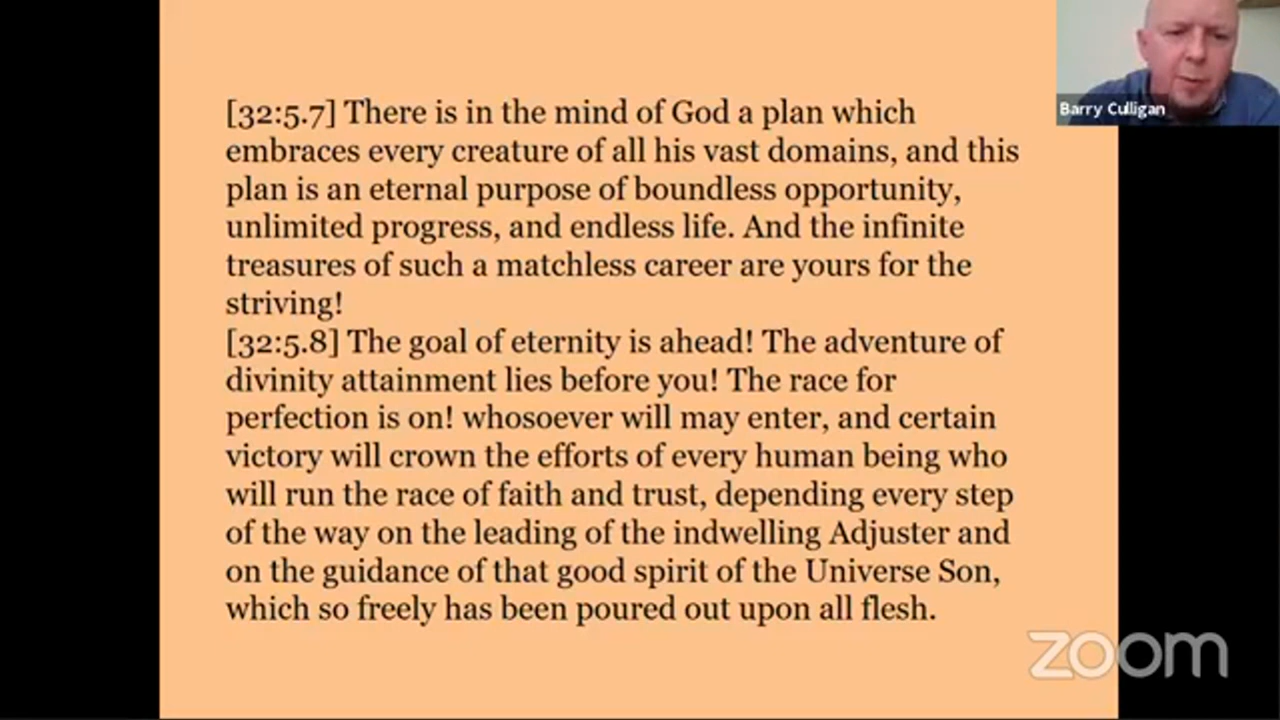 [32:5.7] There is in the mind of God a plan which
embraces every creature of all his vast domains, and this
plan is an eternal purpose of boundless opportunity,
unlimited progress, and endless life. And the infinite
treasures of such a matchless career are yours for the
striving!
[32:5.8] The goal of eternity is ahead! The adventure of
divinity attainment lies before you! The race for
perfection is on! whosoever will may enter, and certain
victory will crown the efforts of every human being who
will run the race of faith and trust, depending every step
of the way on the leading of the indwelling Adjuster and
on the guidance of that good spirit of the Universe Son,
which so freely has been poured out upon all flesh.
Barry Culligan
zoom